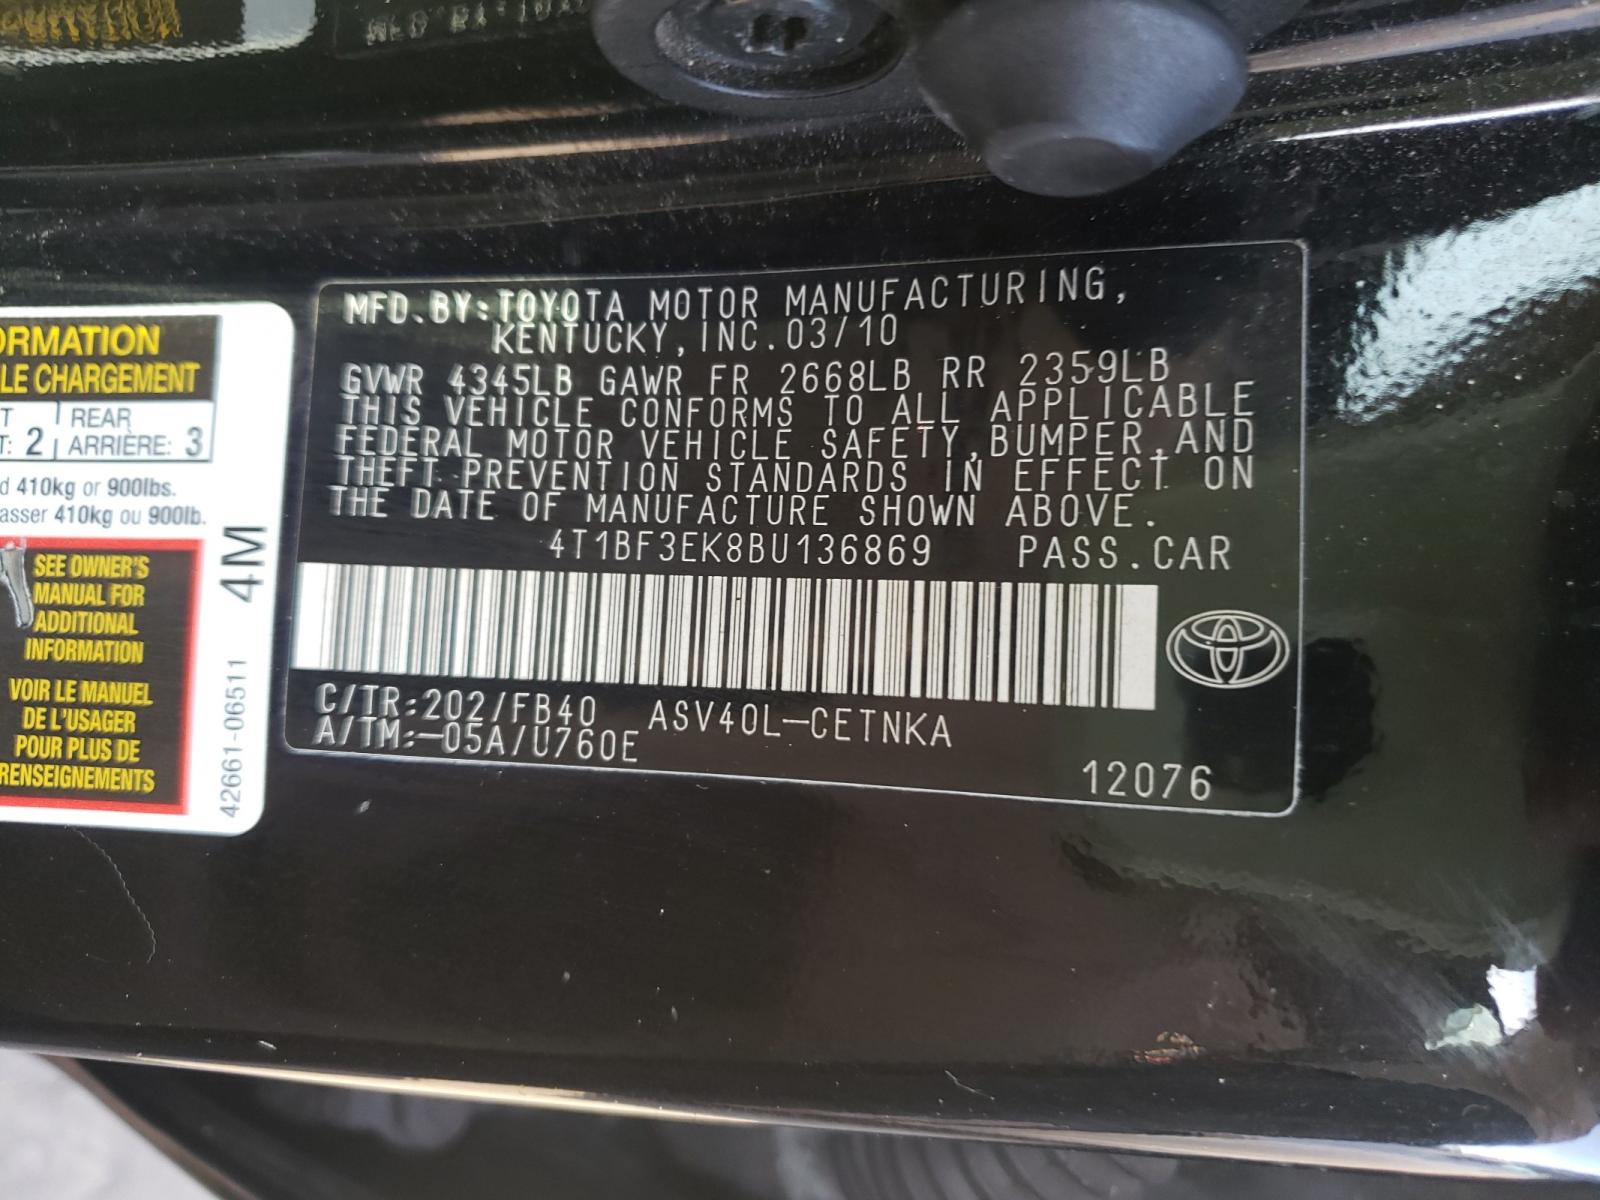 MFD.BY:TOYOTA MOTOR MANUFACTURING,
KENTUCKY, INC. 03/10
GVWR 4345LB GAWR FR 2668LB RR 2359LB
THIS VEHICLE CONFORMS TO ALL APPLICABLE
FEDERAL MOTOR VEHICLE SAFETY, BUMPER, AND
THEFT PREVENTION STANDARDS IN EFFECT ON
THE DATE OF MANUFACTURE SHOWN ABOVE.
4T1BF3EK8BU136869 PASS.CAR
C/TR:202/FB40 ASV40L-CETNKA
A/TM:-05A/U760E
12076
ORMATION
LE CHARGEMENT
T REAR
T: 2 ARRIÈRE: 3
d 410kg or 900lbs.
asser 410kg ou 900lb.
SEE OWNER'S
MANUAL FOR
ADDITIONAL
INFORMATION
VOIR LE MANUEL
DE L'USAGER
POUR PLUS DE
RENSEIGNEMENTS
4M
42661-06511